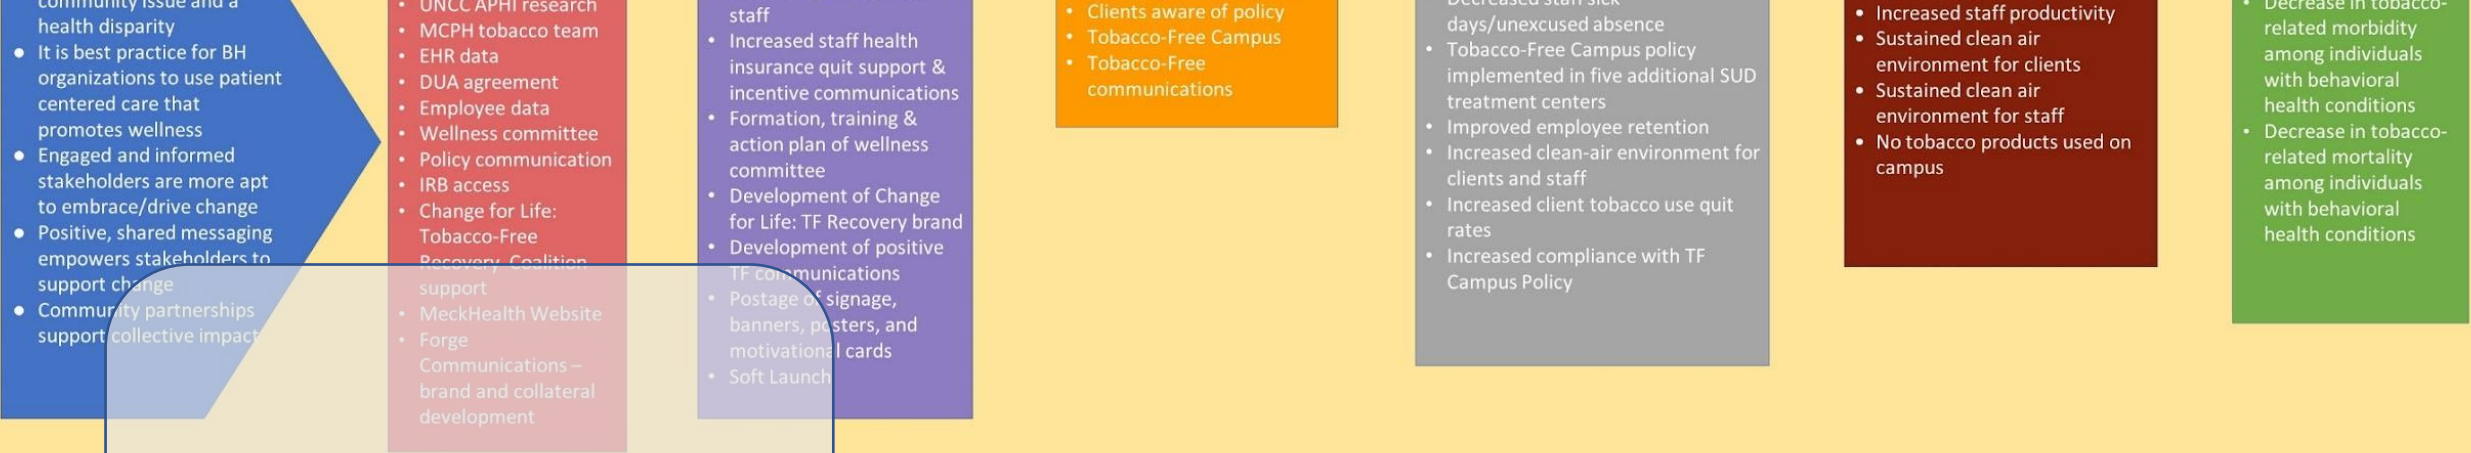 community issue and a
health disparity
● It is best practice for BH
organizations to use patient
centered care that
promotes wellness
● Engaged and informed
stakeholders are more apt
to embrace/drive change
● Positive, shared messaging
empowers stakeholders to
support change
● Community partnerships
support collective impact
• UNCC APHI research
• MCPH tobacco team
• EHR data
• DUA agreement
• Employee data
• Wellness committee
• Policy communication
• IRB access
• Change for Life:
Tobacco-Free
Recovery Coalition
support
• MeckHealth Website
• Forge
Communications –
brand and collateral
development
staff
• Increased staff health
insurance quit support &
incentive communications
• Formation, training &
action plan of wellness
committee
• Development of Change
for Life: TF Recovery brand
• Development of positive
TF communications
• Postage of signage,
banners, posters, and
motivational cards
• Soft Launch
• Clients aware of policy
• Tobacco-Free Campus
• Tobacco-Free
communications
Decreased staff sick
days/unexcused absence
• Tobacco-Free Campus policy
implemented in five additional SUD
treatment centers
• Improved employee retention
• Increased clean-air environment for
clients and staff
• Increased client tobacco use quit
rates
• Increased compliance with TF
Campus Policy
• Increased staff productivity
• Sustained clean air
environment for clients
• Sustained clean air
environment for staff
• No tobacco products used on
campus
• Decrease in tobacco-
related morbidity
among individuals
with behavioral
health conditions
• Decrease in tobacco-
related mortality
among individuals
with behavioral
health conditions